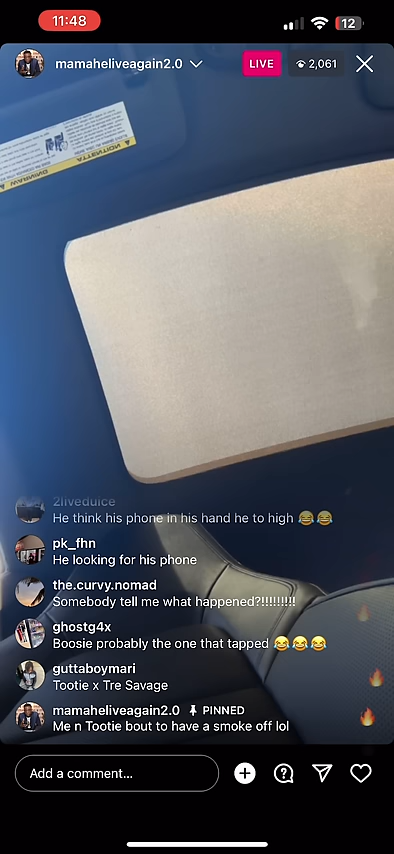 11:48
12
mamaheliveagain2.0
LIVE
2,061
2liveduice
He think his phone in his hand he to high 😂😂
pk_fhn
He looking for his phone
the.curvy.nomad
Somebody tell me what happened?!!!!!!!!!
ghostg4x
Boosie probably the one that tapped 😂😂😂
guttaboymari
Tootie x Tre Savage
mamaheliveagain2.0 PINNED
Me n Tootie bout to have a smoke off lol
Add a comment...